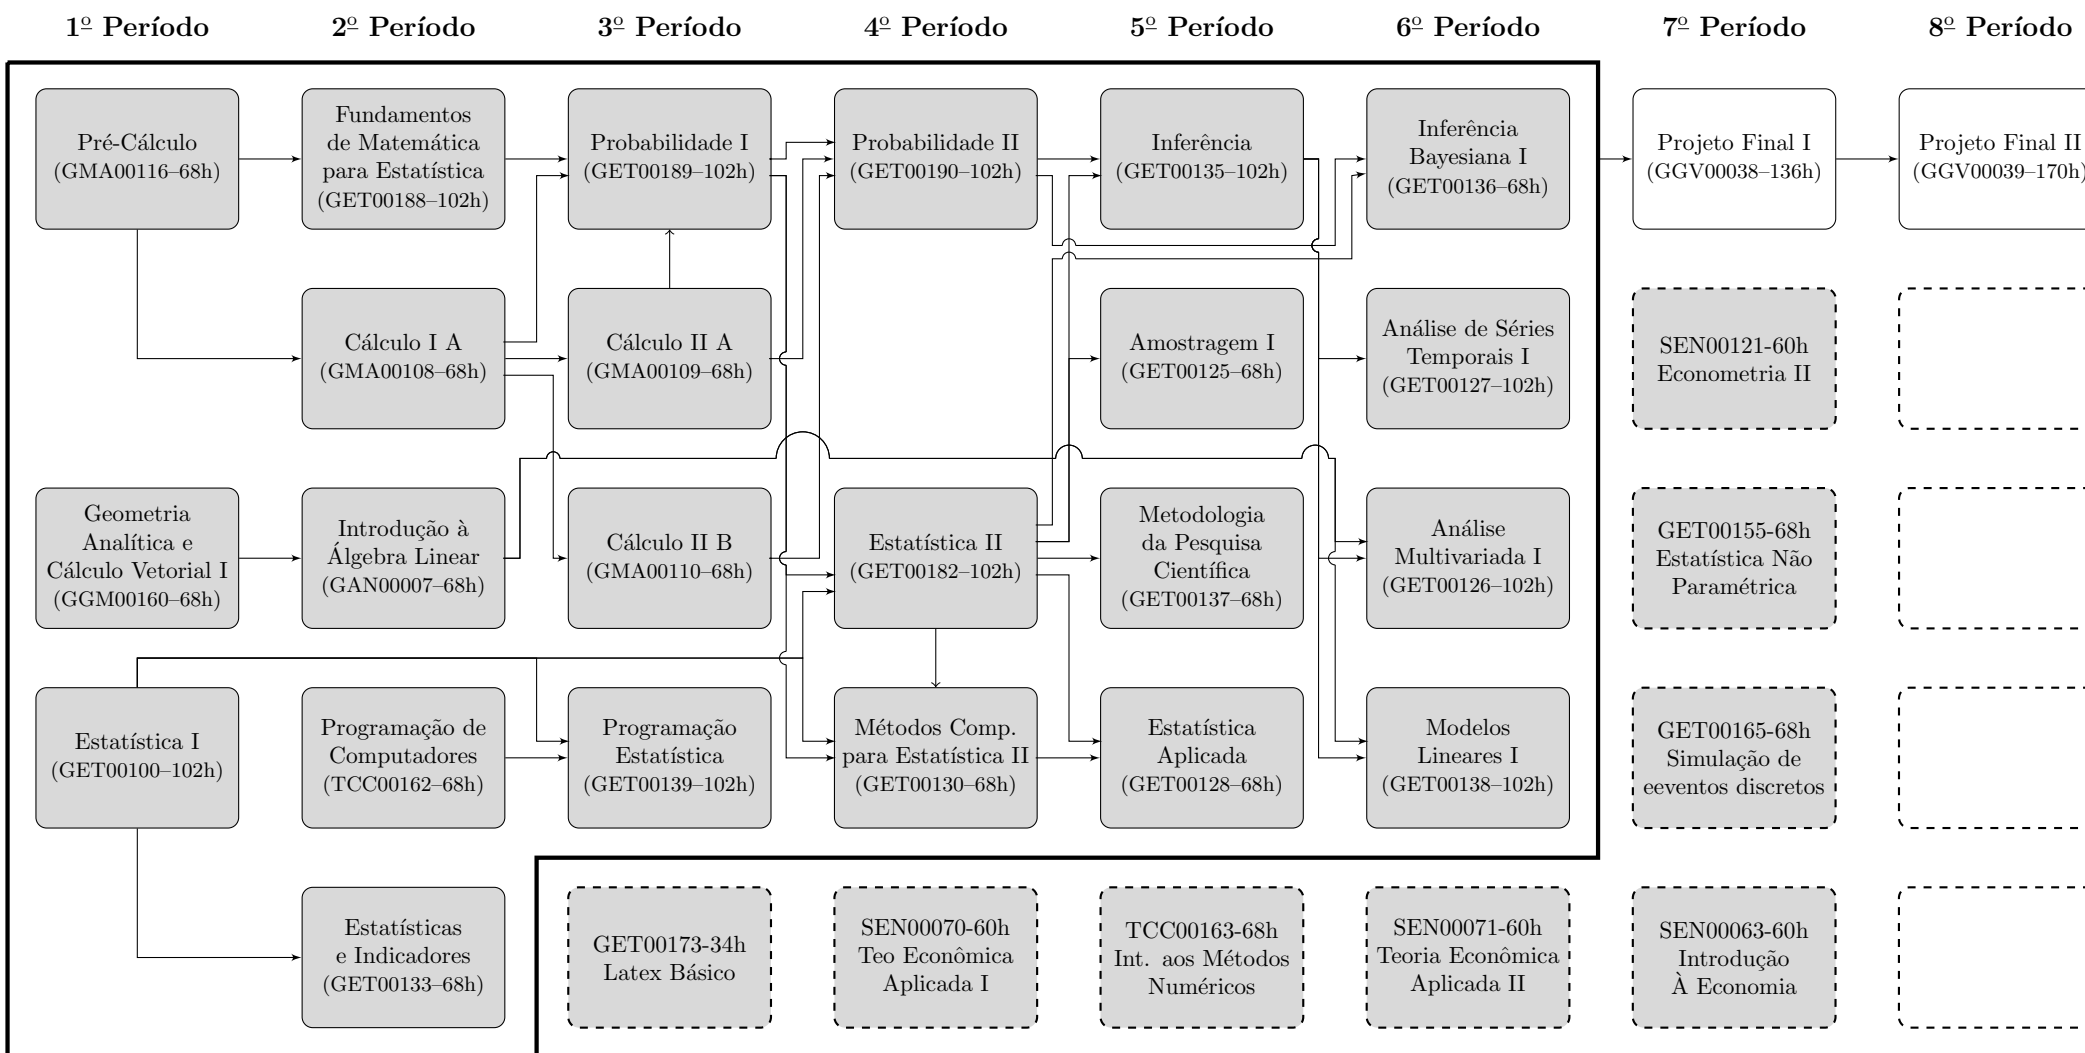 1º Período
2º Período
3º Período
4º Período
5º Período
6º Período
7º Período
8º Período
Pré-Cálculo
(GMA00116–68h)
Fundamentos
de Matemática
para Estatística
(GET00188–102h)
Probabilidade I
(GET00189–102h)
Probabilidade II
(GET00190–102h)
Inferência
(GET00135–102h)
Inferência
Bayesiana I
(GET00136–68h)
Projeto Final I
(GGV00038–136h)
Projeto Final II
(GGV00039–170h)
Cálculo I A
(GMA00108–68h)
Cálculo II A
(GMA00109–68h)
Amostragem I
(GET00125–68h)
Análise de Séries
Temporais I
(GET00127–102h)
SEN00121-60h
Econometria II
Geometria
Analítica e
Cálculo Vetorial I
(GGM00160–68h)
Introdução à
Álgebra Linear
(GAN00007–68h)
Cálculo II B
(GMA00110–68h)
Estatística II
(GET00182–102h)
Metodologia
da Pesquisa
Científica
(GET00137–68h)
Análise
Multivariada I
(GET00126–102h)
GET00155-68h
Estatística Não
Paramétrica
Estatística I
(GET00100–102h)
Programação de
Computadores
(TCC00162–68h)
Programação
Estatística
(GET00139–102h)
Métodos Comp.
para Estatística II
(GET00130–68h)
Estatística
Aplicada
(GET00128–68h)
Modelos
Lineares I
(GET00138–102h)
GET00165-68h
Simulação de
eeventos discretos
Estatísticas
e Indicadores
(GET00133–68h)
GET00173-34h
Latex Básico
SEN00070-60h
Teo Econômica
Aplicada I
TCC00163-68h
Int. aos Métodos
Numéricos
SEN00071-60h
Teoria Econômica
Aplicada II
SEN00063-60h
Introdução
À Economia